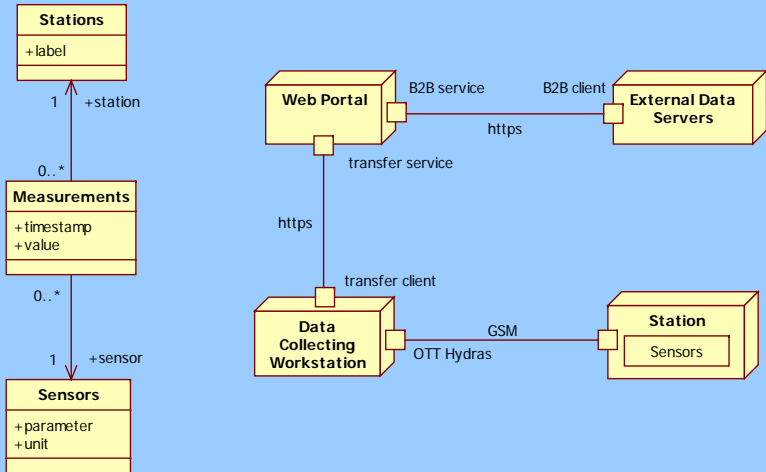 Stations
+label
1
+station
0..*
Measurements
+timestamp
+value
0..*
1
+sensor
Sensors
+parameter
+unit
Web Portal
B2B service
B2B client
External Data
Servers
https
transfer service
https
transfer client
Data
Collecting
Workstation
GSM
OTT Hydras
Station
Sensors